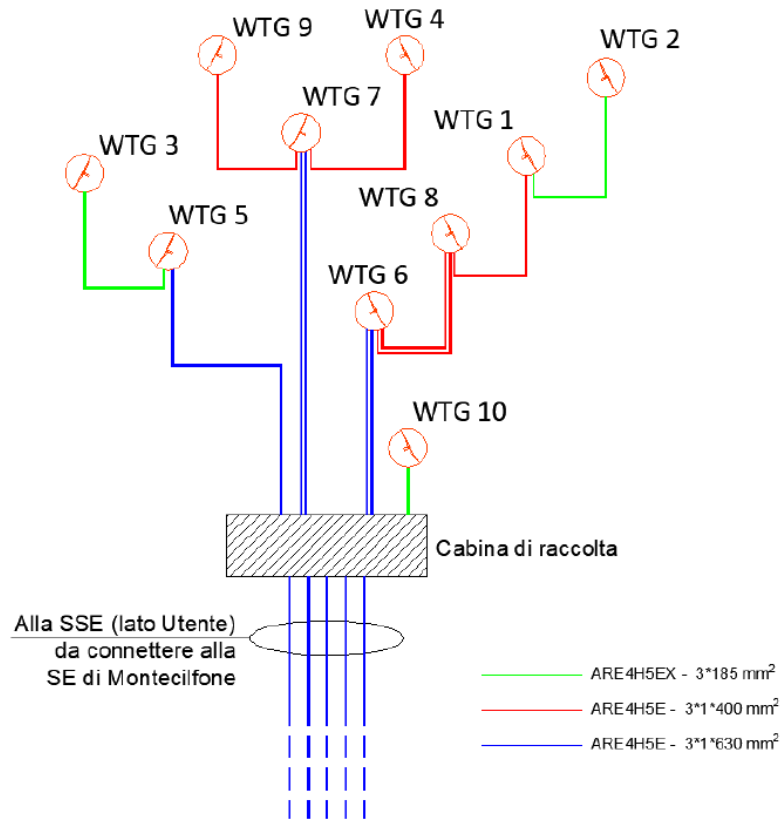 WTG 9
WTG 4
WTG 2
WTG 7
WTG 1
WTG 3
WTG 8
WTG 5
WTG 6
WTG 10
Cabina di raccolta
Alla SSE (lato Utente)
da connettere alla
SE di Montecilfone
ARE4H5EX - 3*185 mm²
ARE4H5E - 3*1*400 mm²
ARE4H5E - 3*1*630 mm²